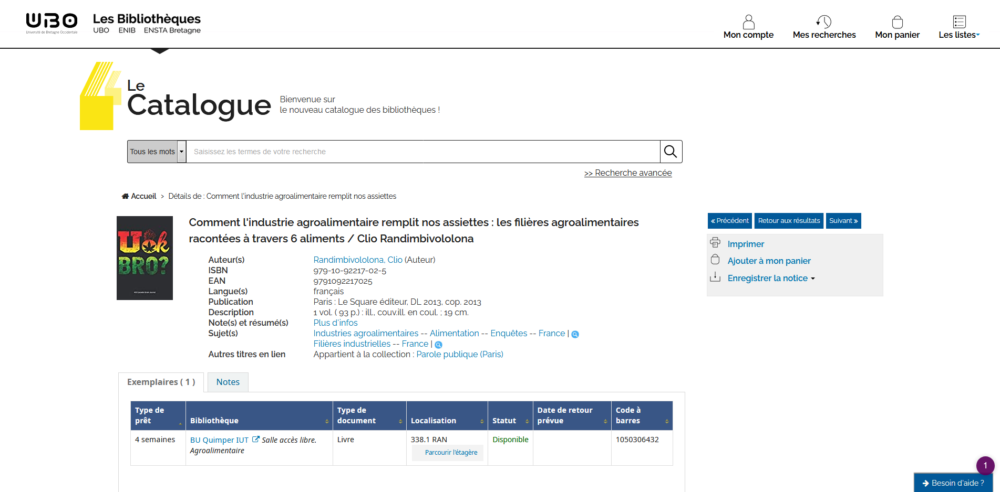 UBO
Université de Bretagne Occidentale
Les Bibliothèques
UBO ENIB ENSTA Bretagne
Mon compte
Mes recherches
Mon panier
Les listes
Le
Catalogue
Bienvenue sur
le nouveau catalogue des bibliothèques !
Tous les mots
Saisissez les termes de votre recherche
>> Recherche avancée
Accueil > Détails de : Comment l'industrie agroalimentaire remplit nos assiettes
U ok
BRO?
Comment l'industrie agroalimentaire remplit nos assiettes : les filières agroalimentaires
racontées à travers 6 aliments / Clio Randimbivololona
« Précédent
Retour aux résultats
Suivant »
Imprimer
Ajouter à mon panier
Enregistrer la notice
Auteur(s) Randimbivololona, Clio (Auteur)
ISBN 979-10-92217-02-5
EAN 9791092217025
Langue(s) français
Publication Paris : Le Square éditeur, DL 2013, cop. 2013
Description 1 vol. ( 93 p.) : ill., couv.ill. en coul. ; 19 cm.
Note(s) et résumé(s) Plus d'infos
Sujet(s) Industries agroalimentaires -- Alimentation -- Enquêtes -- France |
Filières industrielles -- France |
Autres titres en lien Appartient à la collection : Parole publique (Paris)
Exemplaires ( 1 )
Notes
Type de prêt
Bibliothèque
Type de document
Localisation
Statut
Date de retour prévue
Code à barres
4 semaines
BU Quimper IUT Salle accès libre.
Agroalimentaire
Livre
338.1 RAN
Parcourir l'étagère
Disponible
1050306432
1
Besoin d'aide ?